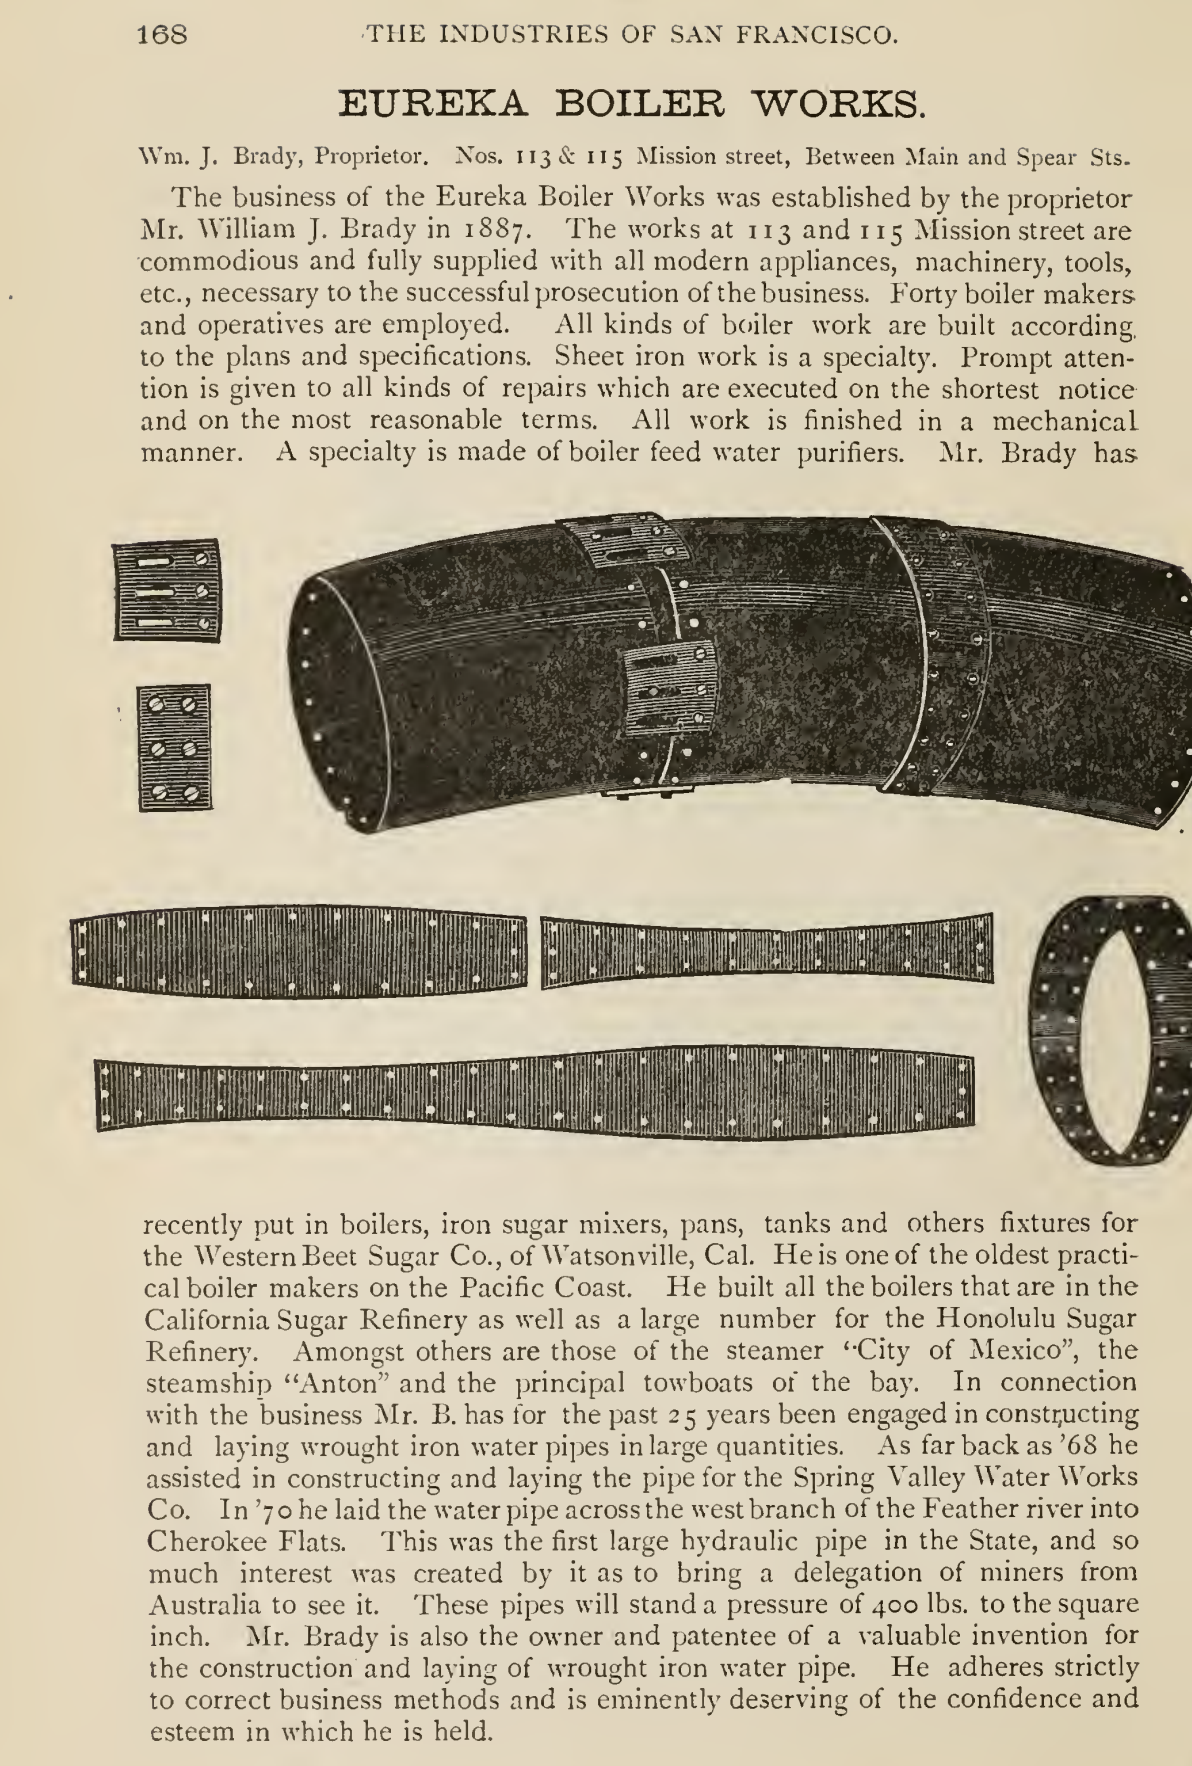 168 THE INDUSTRIES OF SAN FRANCISCO.
EUREKA BOILER WORKS.
Wm. J. Brady, Proprietor. Nos. 113 & 115 Mission street, Between Main and Spear Sts.
The business of the Eureka Boiler Works was established by the proprietor
Mr. William J. Brady in 1887. The works at 113 and 115 Mission street are
commodious and fully supplied with all modern appliances, machinery, tools,
etc., necessary to the successful prosecution of the business. Forty boiler makers
and operatives are employed. All kinds of boiler work are built according
to the plans and specifications. Sheet iron work is a specialty. Prompt atten-
tion is given to all kinds of repairs which are executed on the shortest notice
and on the most reasonable terms. All work is finished in a mechanical
manner. A specialty is made of boiler feed water purifiers. Mr. Brady has
recently put in boilers, iron sugar mixers, pans, tanks and others fixtures for
the Western Beet Sugar Co., of Watsonville, Cal. He is one of the oldest practi-
cal boiler makers on the Pacific Coast. He built all the boilers that are in the
California Sugar Refinery as well as a large number for the Honolulu Sugar
Refinery. Amongst others are those of the steamer "City of Mexico", the
steamship "Anton" and the principal towboats of the bay. In connection
with the business Mr. B. has for the past 25 years been engaged in constructing
and laying wrought iron water pipes in large quantities. As far back as '68 he
assisted in constructing and laying the pipe for the Spring Valley Water Works
Co. In '70 he laid the water pipe across the west branch of the Feather river into
Cherokee Flats. This was the first large hydraulic pipe in the State, and so
much interest was created by it as to bring a delegation of miners from
Australia to see it. These pipes will stand a pressure of 400 lbs. to the square
inch. Mr. Brady is also the owner and patentee of a valuable invention for
the construction and laying of wrought iron water pipe. He adheres strictly
to correct business methods and is eminently deserving of the confidence and
esteem in which he is held.